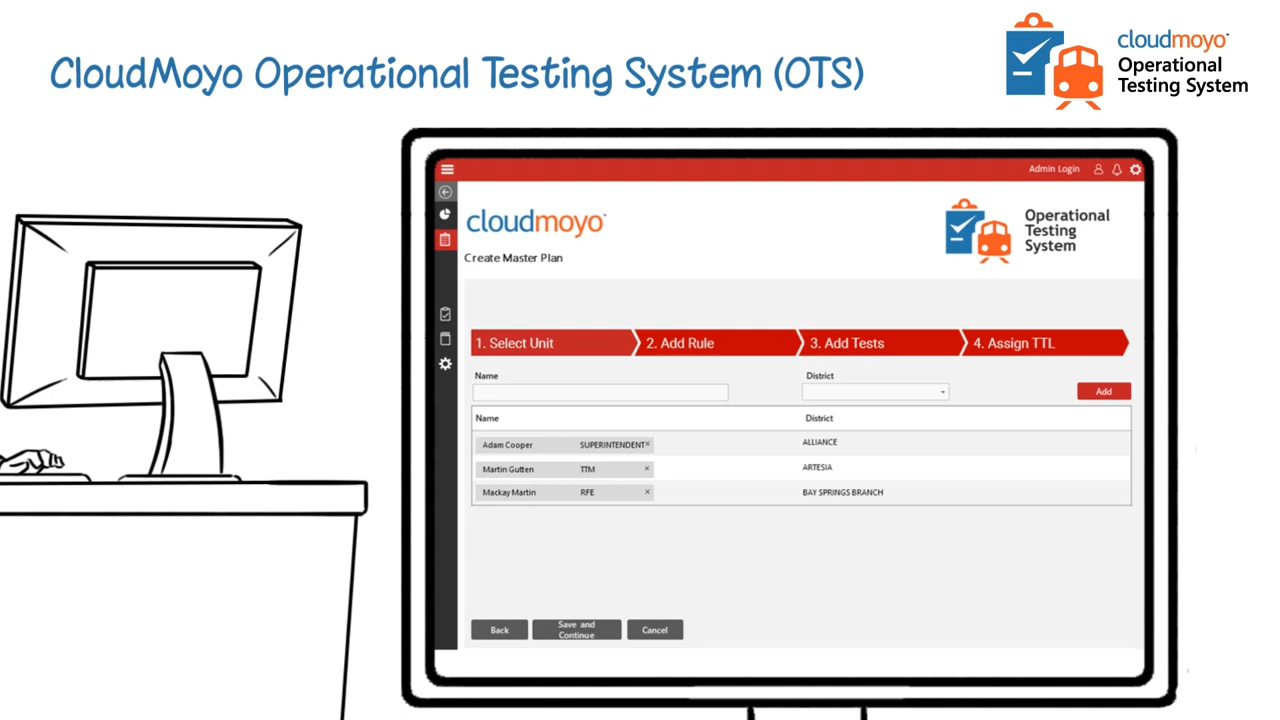 CloudMoyo Operational Testing System (OTS)
cloudmoyo
Operational
Testing System
Admin Login
cloudmoyo
Operational
Testing
System
Create Master Plan
1. Select Unit
2. Add Rule
3. Add Tests
4. Assign TTL
Name
District
Add
Name
District
Adam Cooper SUPERINTENDENT× ALLIANCE
Martin Gutten TTM × ARTESIA
Mackay Martin RFE × BAY SPRINGS BRANCH
Back
Save and
Continue
Cancel